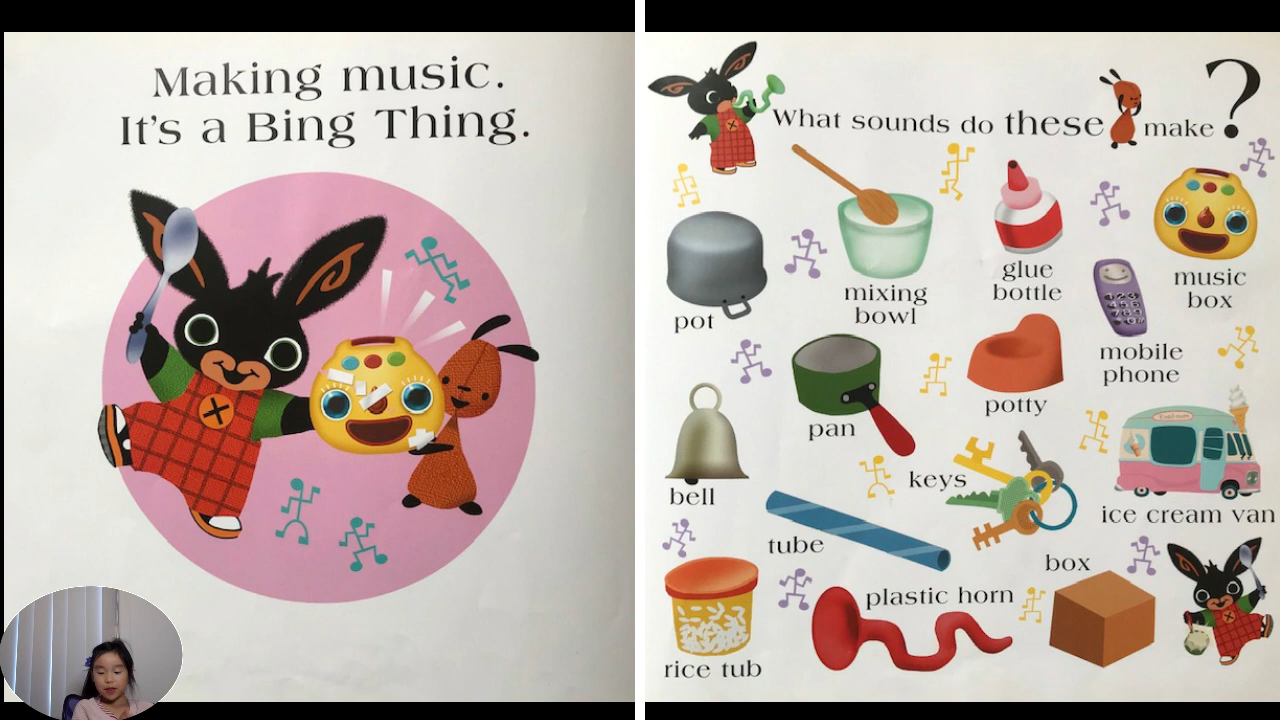 Making music.
It's a Bing Thing.
What sounds do these make?
pot
mixing
bowl
glue
bottle
music
box
mobile
phone
pan
potty
bell
keys
ice cream van
tube
box
plastic horn
rice tub